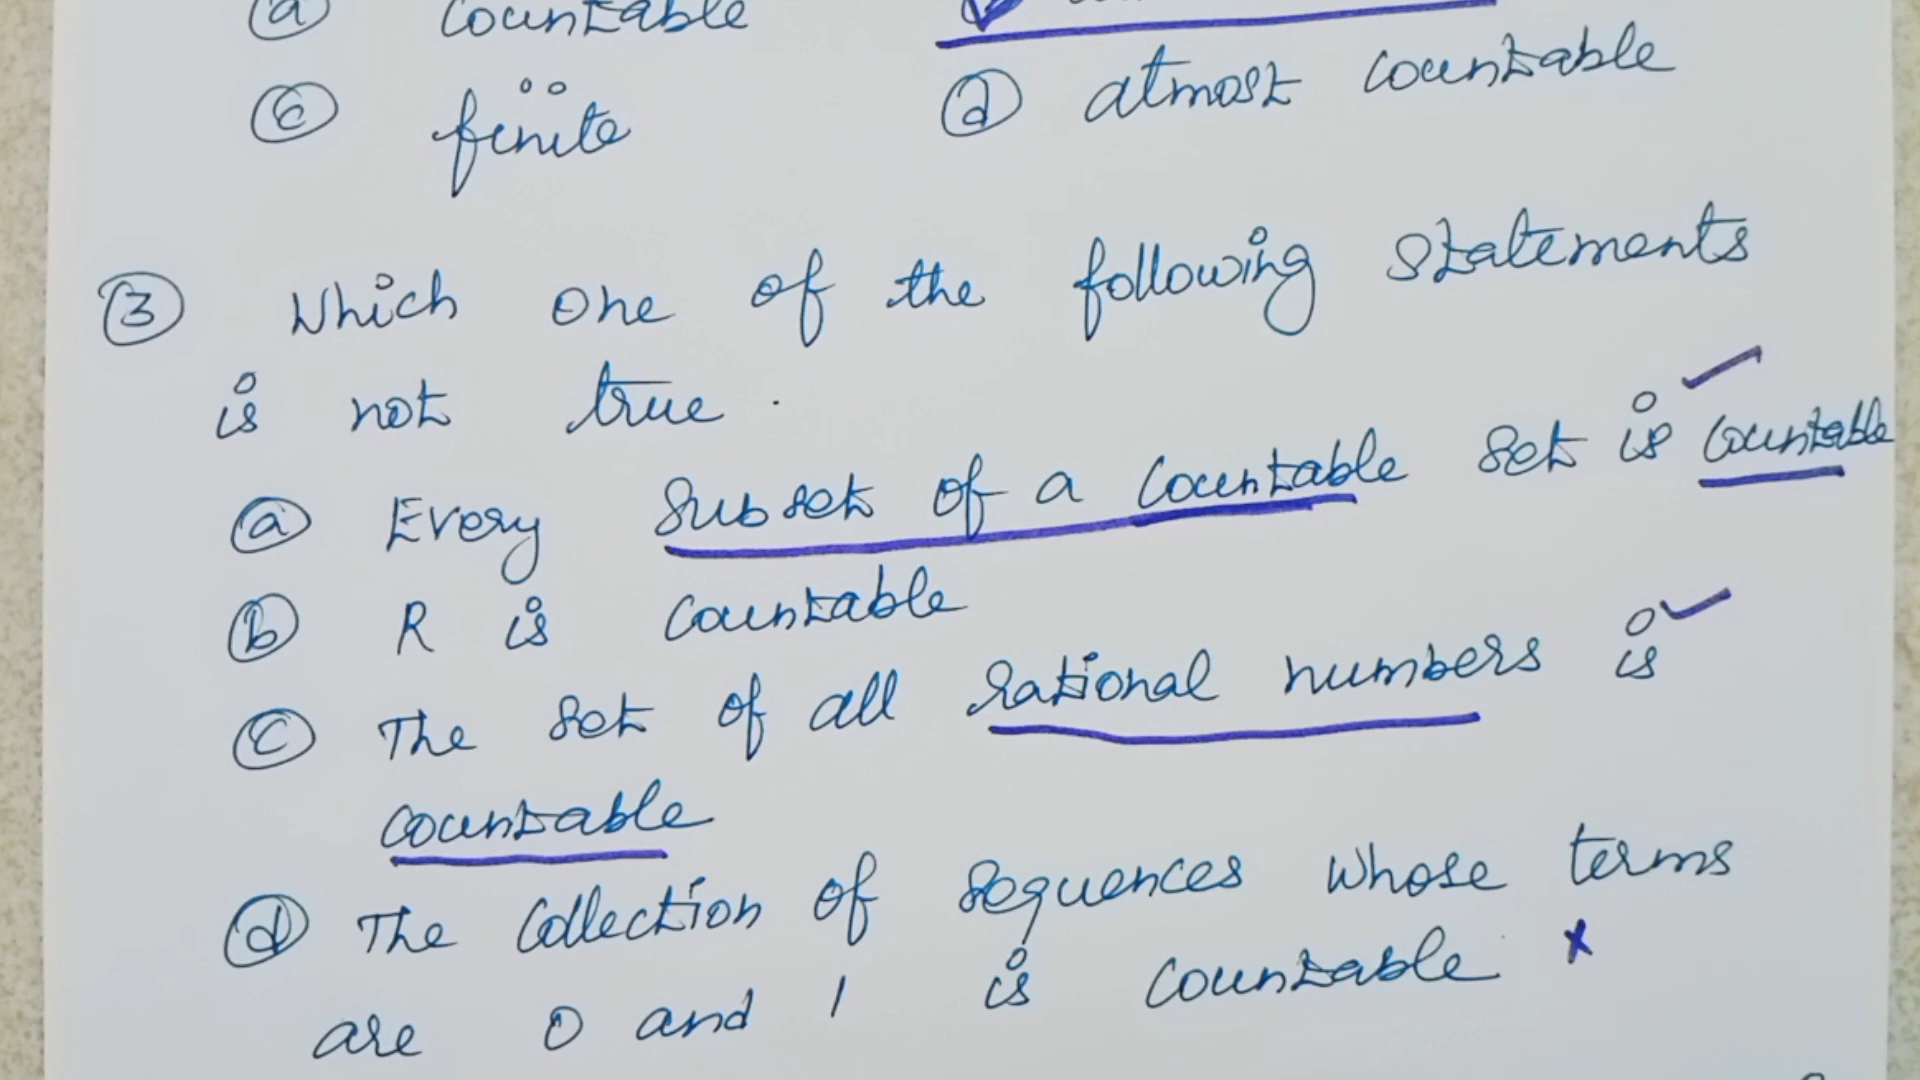 (a) Countable
(c) finite (d) atmost countable
(3) Which one of the following statements
is not true.
(a) Every Subset of a Countable set is Countable
(b) R is Countable
(c) The set of all rational numbers is
Countable
(d) The Collection of sequences whose terms
are 0 and 1 is Countable x